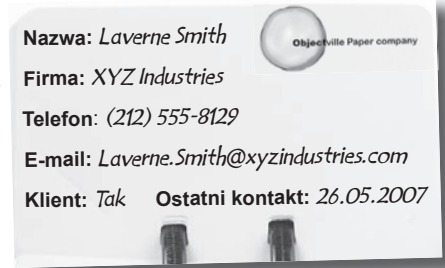 Nazwa: Laverne Smith
Objectville Paper company
Firma: XYZ Industries
Telefon: (212) 555-8129
E-mail: Laverne.Smith@xyzindustries.com
Klient: Tak Ostatni kontakt: 26.05.2007